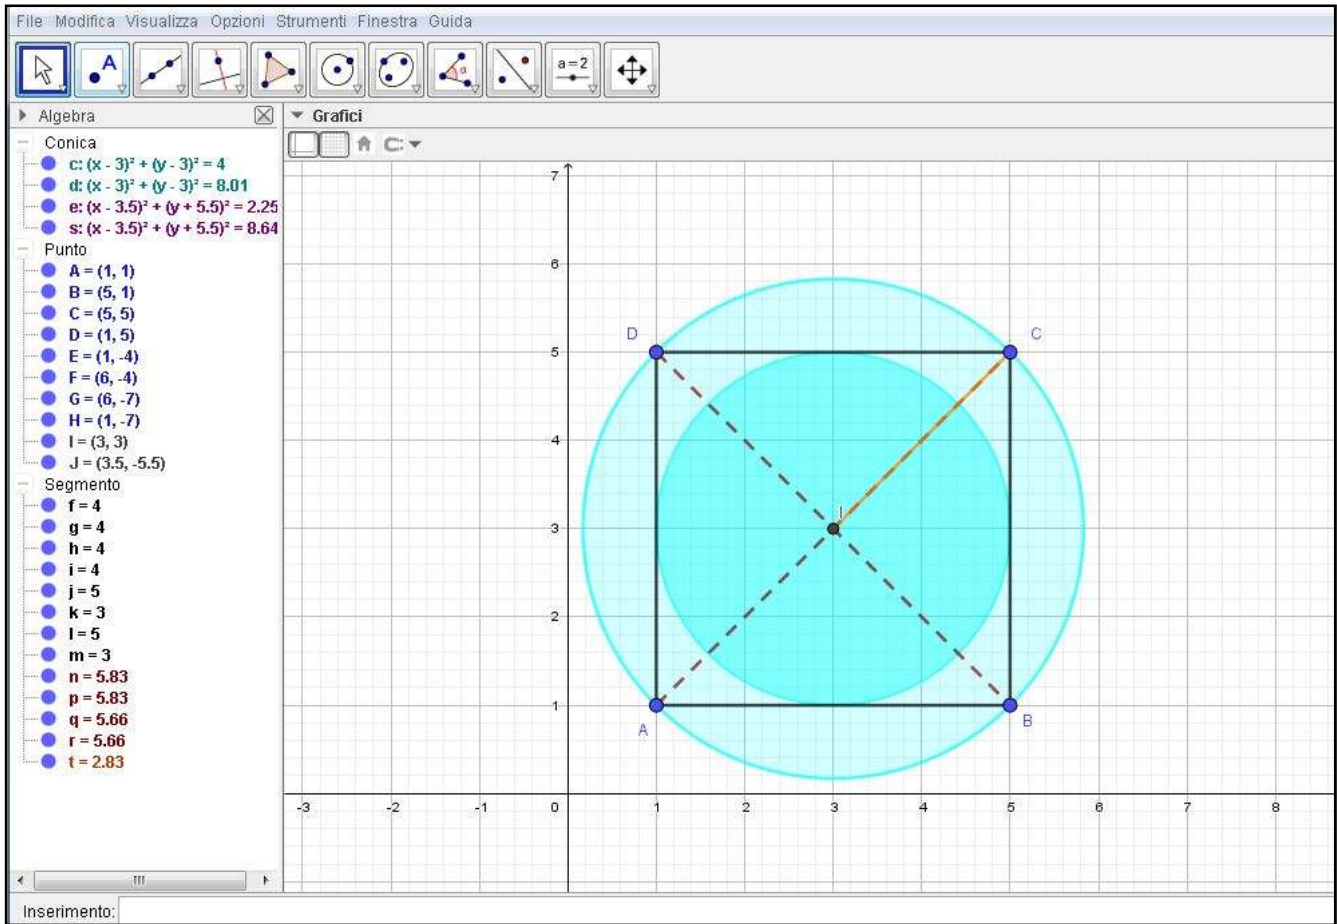 File Modifica Visualizza Opzioni Strumenti Finestra Guida
A
α
a=2
Algebra
Grafici
Conica
c: (x - 3)² + (y - 3)² = 4
d: (x - 3)² + (y - 3)² = 8.01
e: (x - 3.5)² + (y + 5.5)² = 2.25
s: (x - 3.5)² + (y + 5.5)² = 8.64
Punto
A = (1, 1)
B = (5, 1)
C = (5, 5)
D = (1, 5)
E = (1, -4)
F = (6, -4)
G = (6, -7)
H = (1, -7)
I = (3, 3)
J = (3.5, -5.5)
Segmento
f = 4
g = 4
h = 4
i = 4
j = 5
k = 3
l = 5
m = 3
n = 5.83
p = 5.83
q = 5.66
r = 5.66
t = 2.83
7
6
D C
5
4
3 I
2
1
A B
-3 -2 -1 0 1 2 3 4 5 6 7 8
Inserimento: